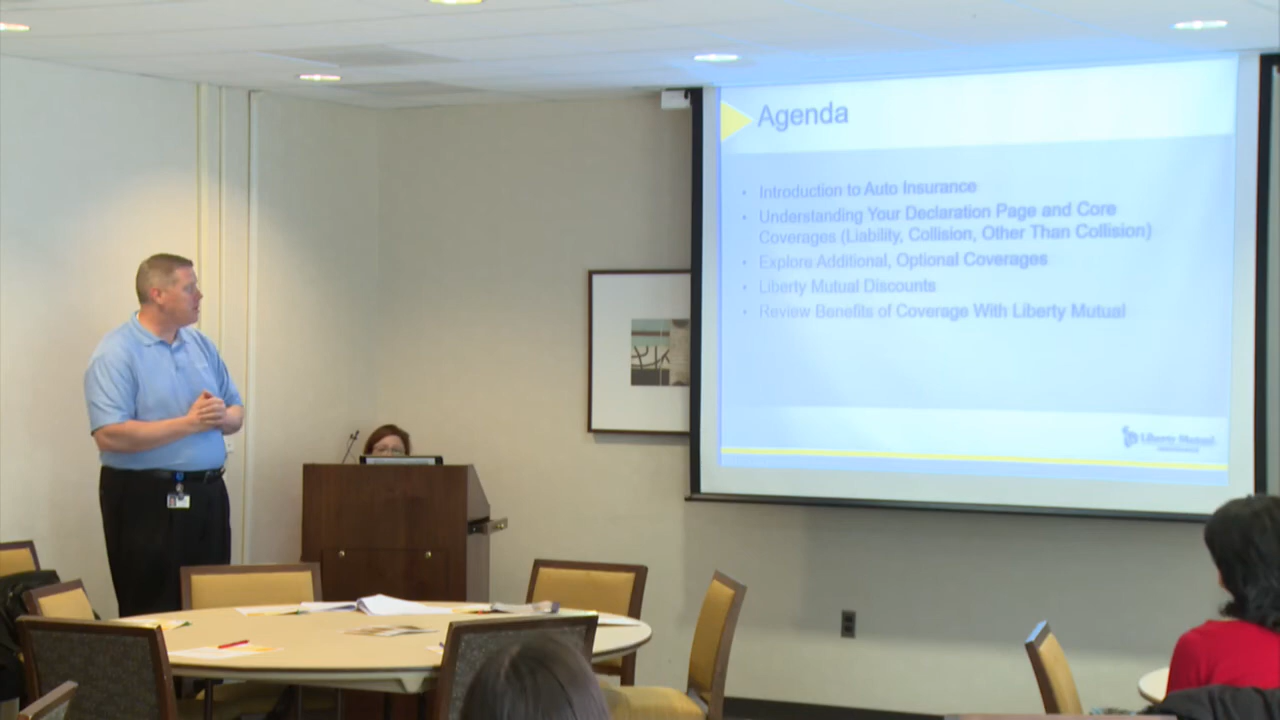 Agenda
• Introduction to Auto Insurance
• Understanding Your Declaration Page and Core
Coverages (Liability, Collision, Other Than Collision)
• Explore Additional, Optional Coverages
• Liberty Mutual Discounts
• Review Benefits of Coverage With Liberty Mutual
Liberty Mutual